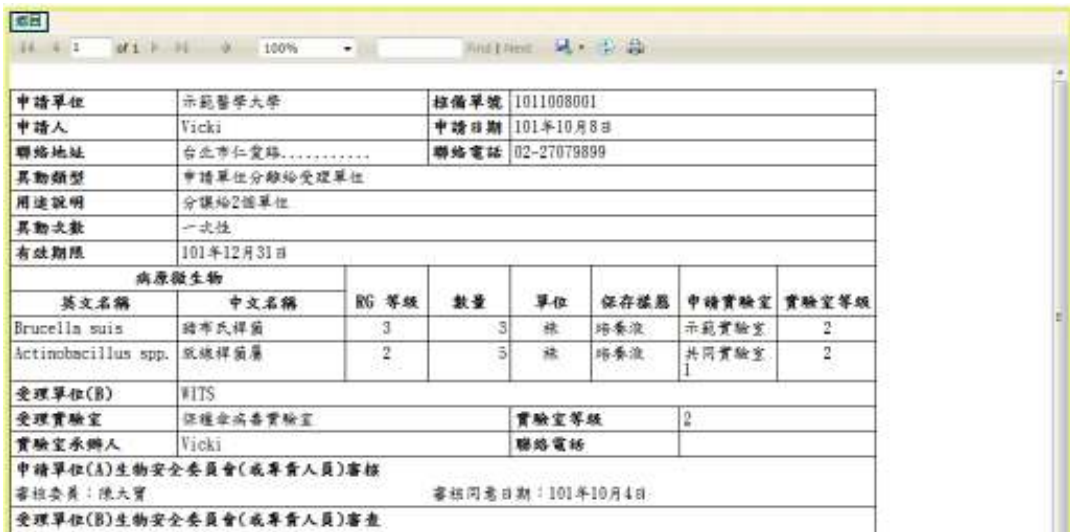 返回
1 of 1 100% Find | Next
申請單位 示範醫學大學 核備單號 1011008001
申請人 Vicki 申請日期 101年10月8日
聯絡地址 台北市仁愛路........... 聯絡電話 02-27079899
異動類型 申請單位分離給受理單位
用途說明 分讓給2個單位
異動次數 一次性
有效期限 101年12月31日
病原微生物
英文名稱 中文名稱 RG 等級 數量 單位 保存樣態 申請實驗室 實驗室等級
Brucella suis 豬布氏桿菌 3 3 株 培養液 示範實驗室 2
Actinobacillus spp. 放線桿菌屬 2 5 株 培養液 共同實驗室 2
1
受理單位(B) WITS
受理實驗室 保種傘病毒實驗室 實驗室等級 2
實驗室承辦人 Vicki 聯絡電話
申請單位(A)生物安全委員會(或專責人員)審核
審核委員：陳大寶 審核同意日期：101年10月4日
受理單位(B)生物安全委員會(或專責人員)審查